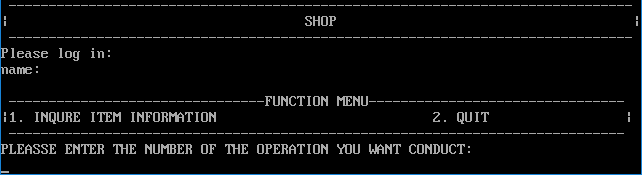 SHOP
Please log in:
name:
FUNCTION MENU
1. INQURE ITEM INFORMATION 2. QUIT
PLEASSE ENTER THE NUMBER OF THE OPERATION YOU WANT CONDUCT: